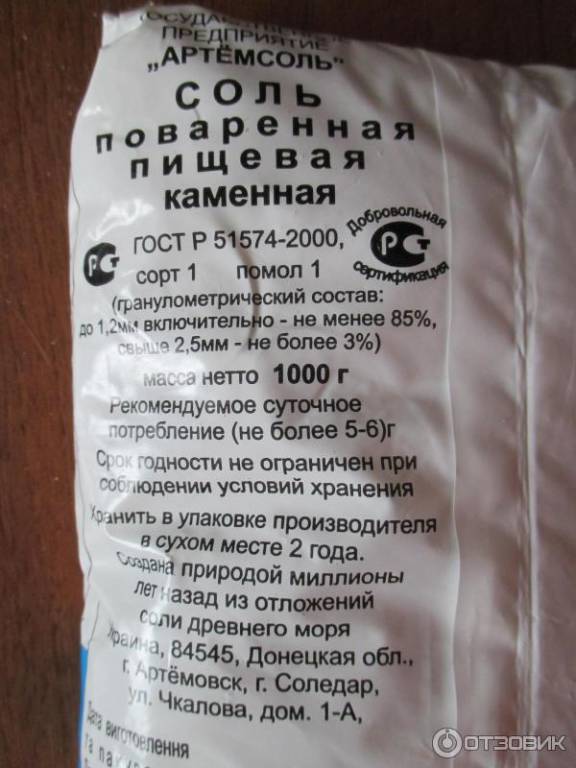 ПРЕДПРИЯТИЕ
„АРТЁМСОЛЬ"
СОЛЬ
поваренная
пищевая
каменная
ГОСТ Р 51574-2000,
Добровольная
сертификация
РСТ
РСТ
сорт 1 помол 1
(гранулометрический состав:
до 1,2мм включительно - не менее 85%,
свыше 2,5мм - не более 3%)
масса нетто 1000 г
Рекомендуемое суточное
потребление (не более 5-6)г
Срок годности не ограничен при
соблюдении условий хранения
Хранить в упаковке производителя
в сухом месте 2 года.
Создана природой миллионы
лет назад из отложений
соли древнего моря
Украина, 84545, Донецкая обл.,
г. Артёмовск, г. Соледар,
ул. Чкалова, дом. 1-А,
Дата виготовлення
ОТЗОВИК